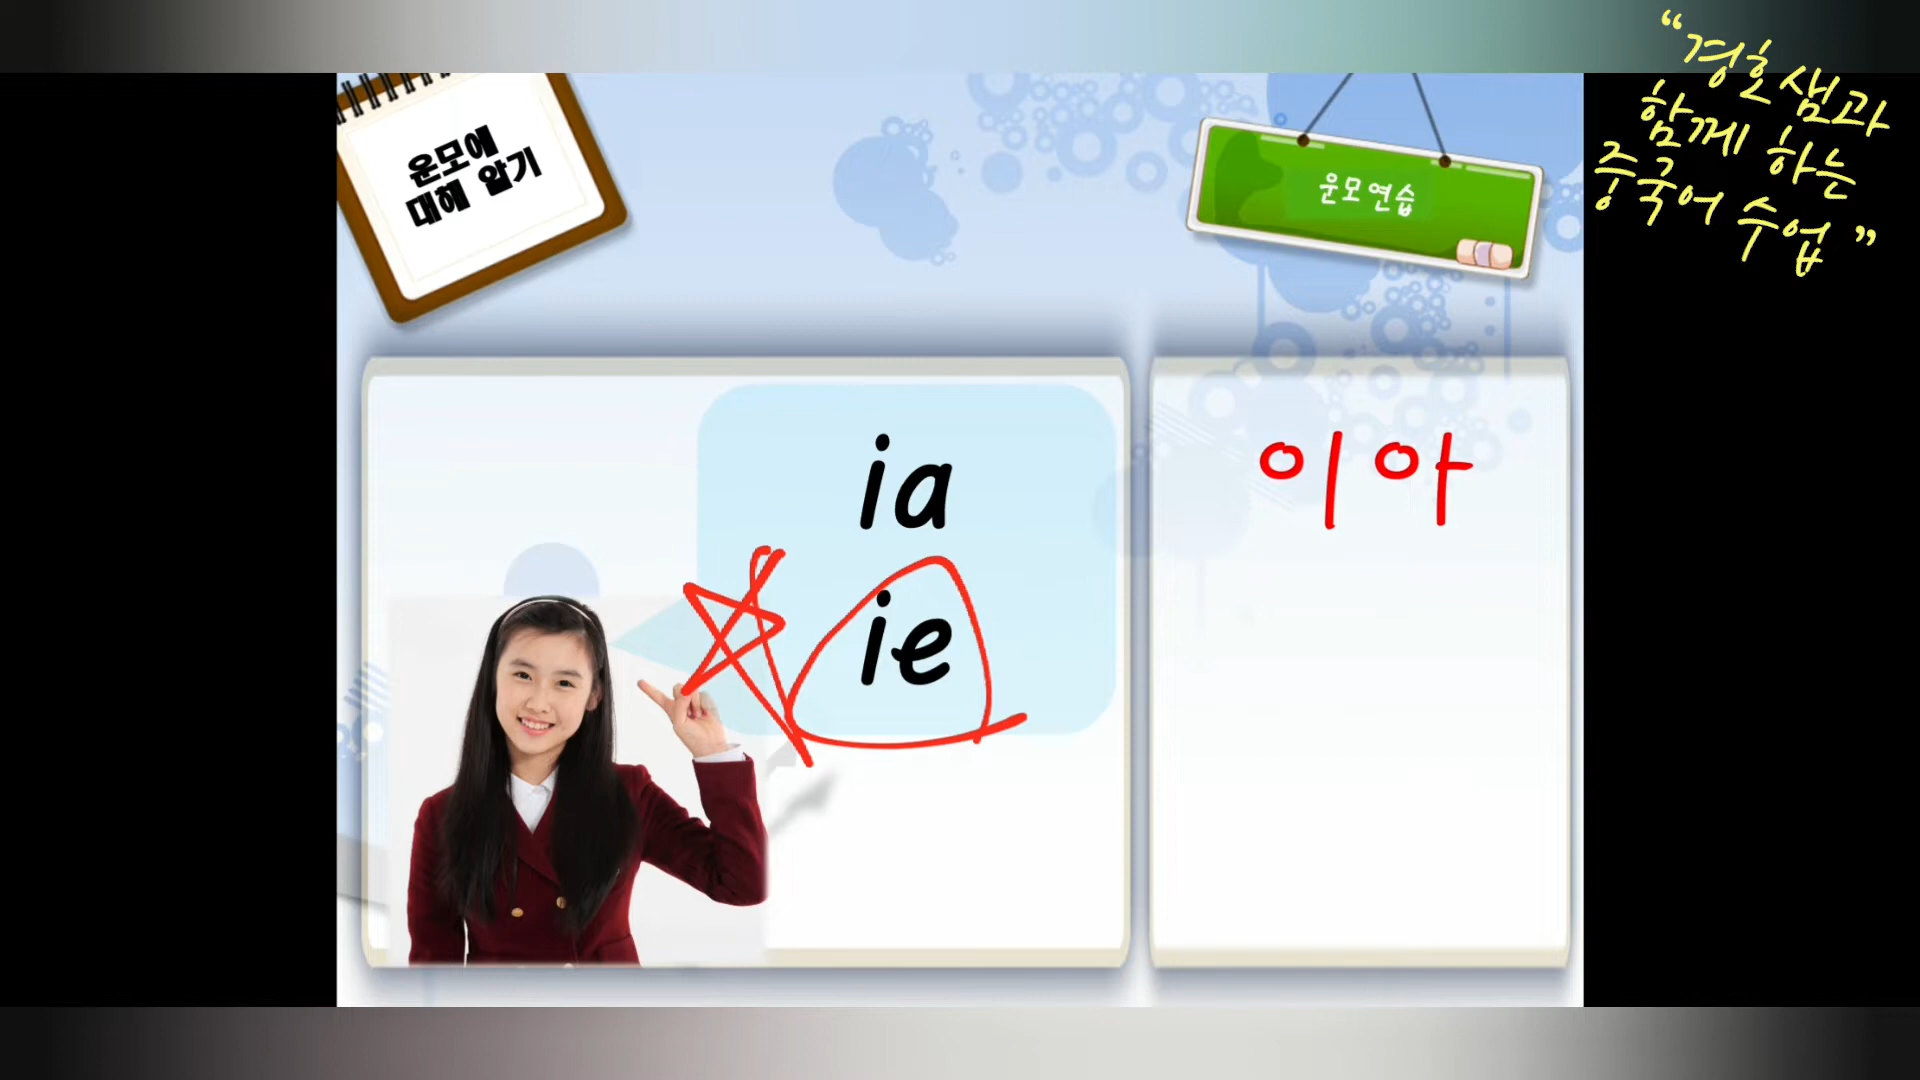 운모에
대해 알기
운모연습
"경호샘과
함께 하는
중국어 수업"
ia
이아
ie